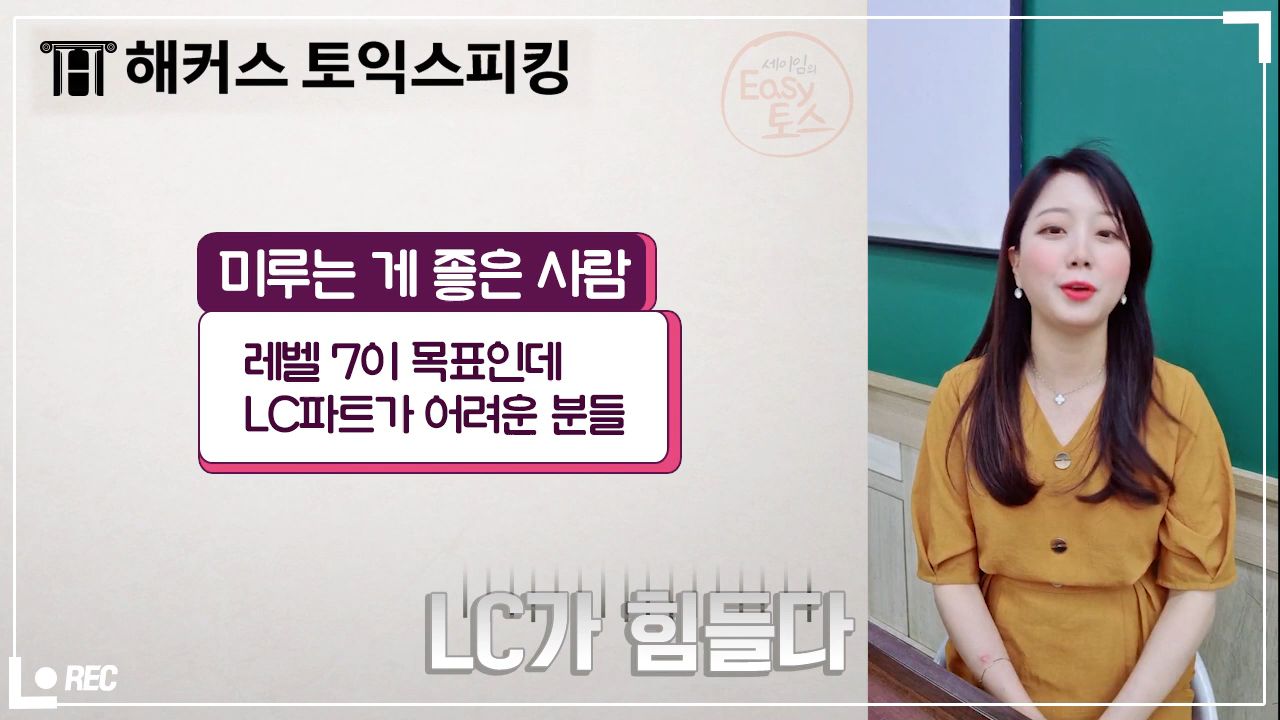 해커스 토익스피킹
세이임의
Easy
토스
미루는 게 좋은 사람
레벨 7이 목표인데
LC파트가 어려운 분들
LC가 힘들다
REC